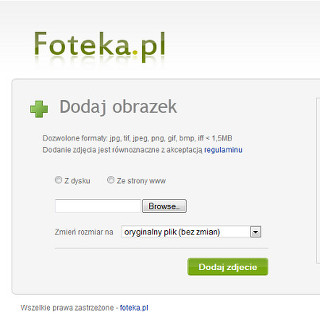 Foteka.pl
Dodaj obrazek
Dozwolone formaty: jpg, tif, jpeg, png, gif, bmp, iff < 1,5MB
Dodanie zdjęcia jest równoznaczne z akceptacją regulaminu
Z dysku Ze strony www
Browse..
Zmień rozmiar na oryginalny plik (bez zmian)
Dodaj zdjecie
Wszelkie prawa zastrzeżone - foteka.pl